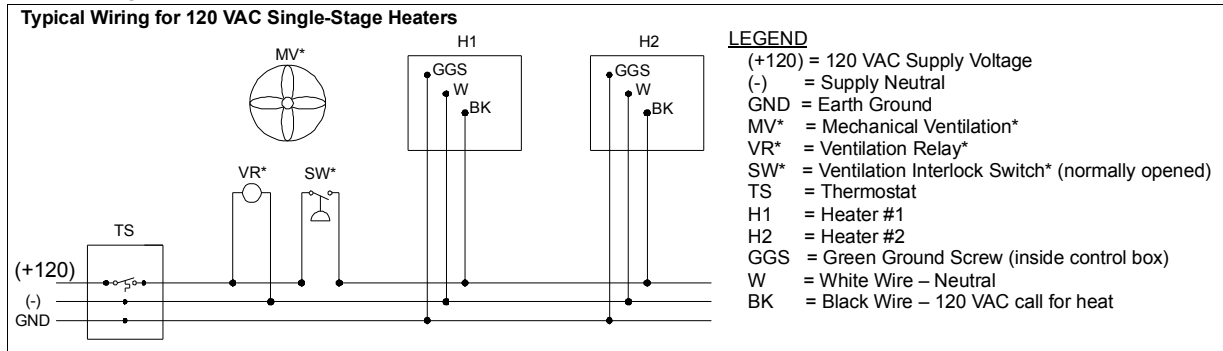 Typical Wiring for 120 VAC Single-Stage Heaters
MV*
H1
H2
GGS
W
BK
GGS
W
BK
VR*
SW*
TS
(+120)
(-)
GND
LEGEND
(+120) = 120 VAC Supply Voltage
(-) = Supply Neutral
GND = Earth Ground
MV* = Mechanical Ventilation*
VR* = Ventilation Relay*
SW* = Ventilation Interlock Switch* (normally opened)
TS = Thermostat
H1 = Heater #1
H2 = Heater #2
GGS = Green Ground Screw (inside control box)
W = White Wire – Neutral
BK = Black Wire – 120 VAC call for heat